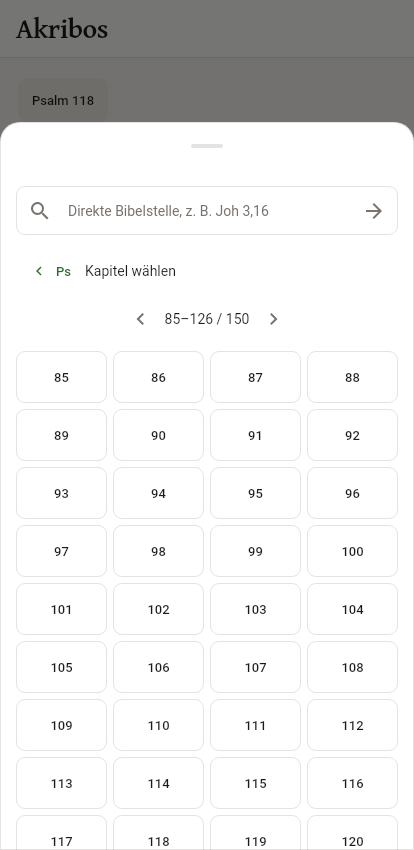 Akribos
Psalm 118
Direkte Bibelstelle, z. B. Joh 3,16
Ps Kapitel wählen
85–126 / 150
85 86 87 88
89 90 91 92
93 94 95 96
97 98 99 100
101 102 103 104
105 106 107 108
109 110 111 112
113 114 115 116
117 118 119 120